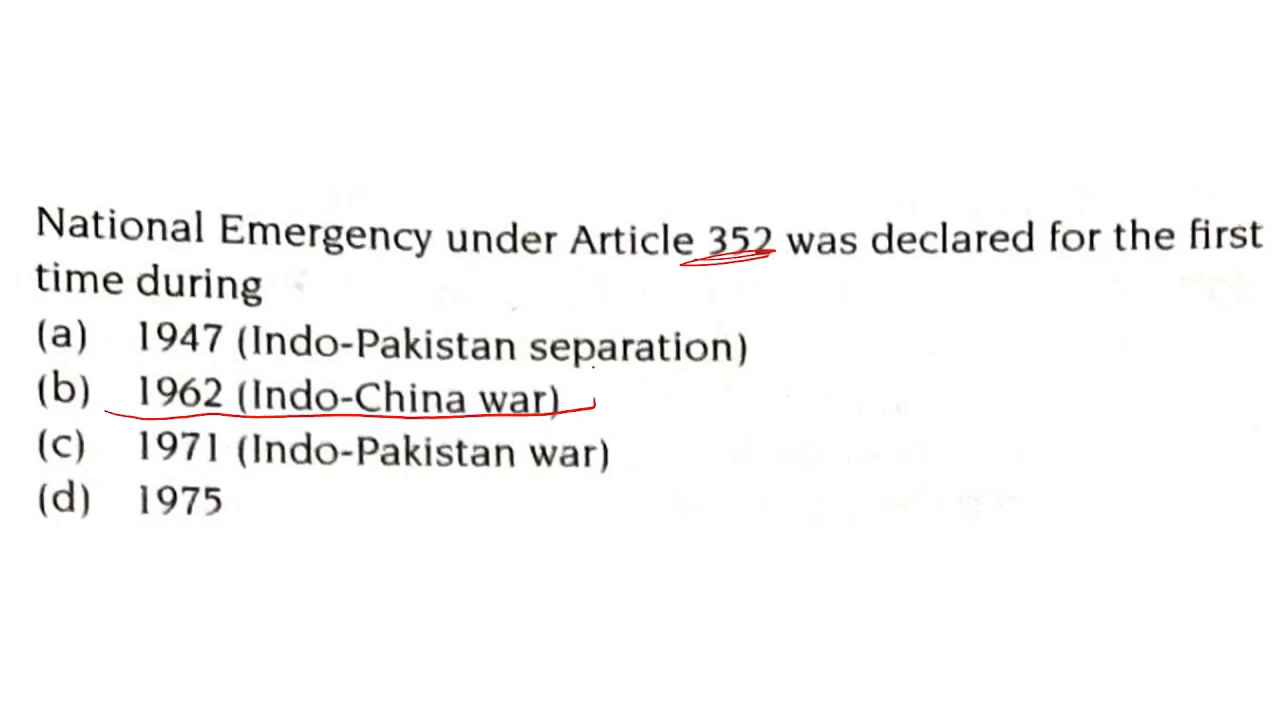 National Emergency under Article 352 was declared for the first
time during
(a) 1947 (Indo-Pakistan separation)
(b) 1962 (Indo-China war)
(c) 1971 (Indo-Pakistan war)
(d) 1975